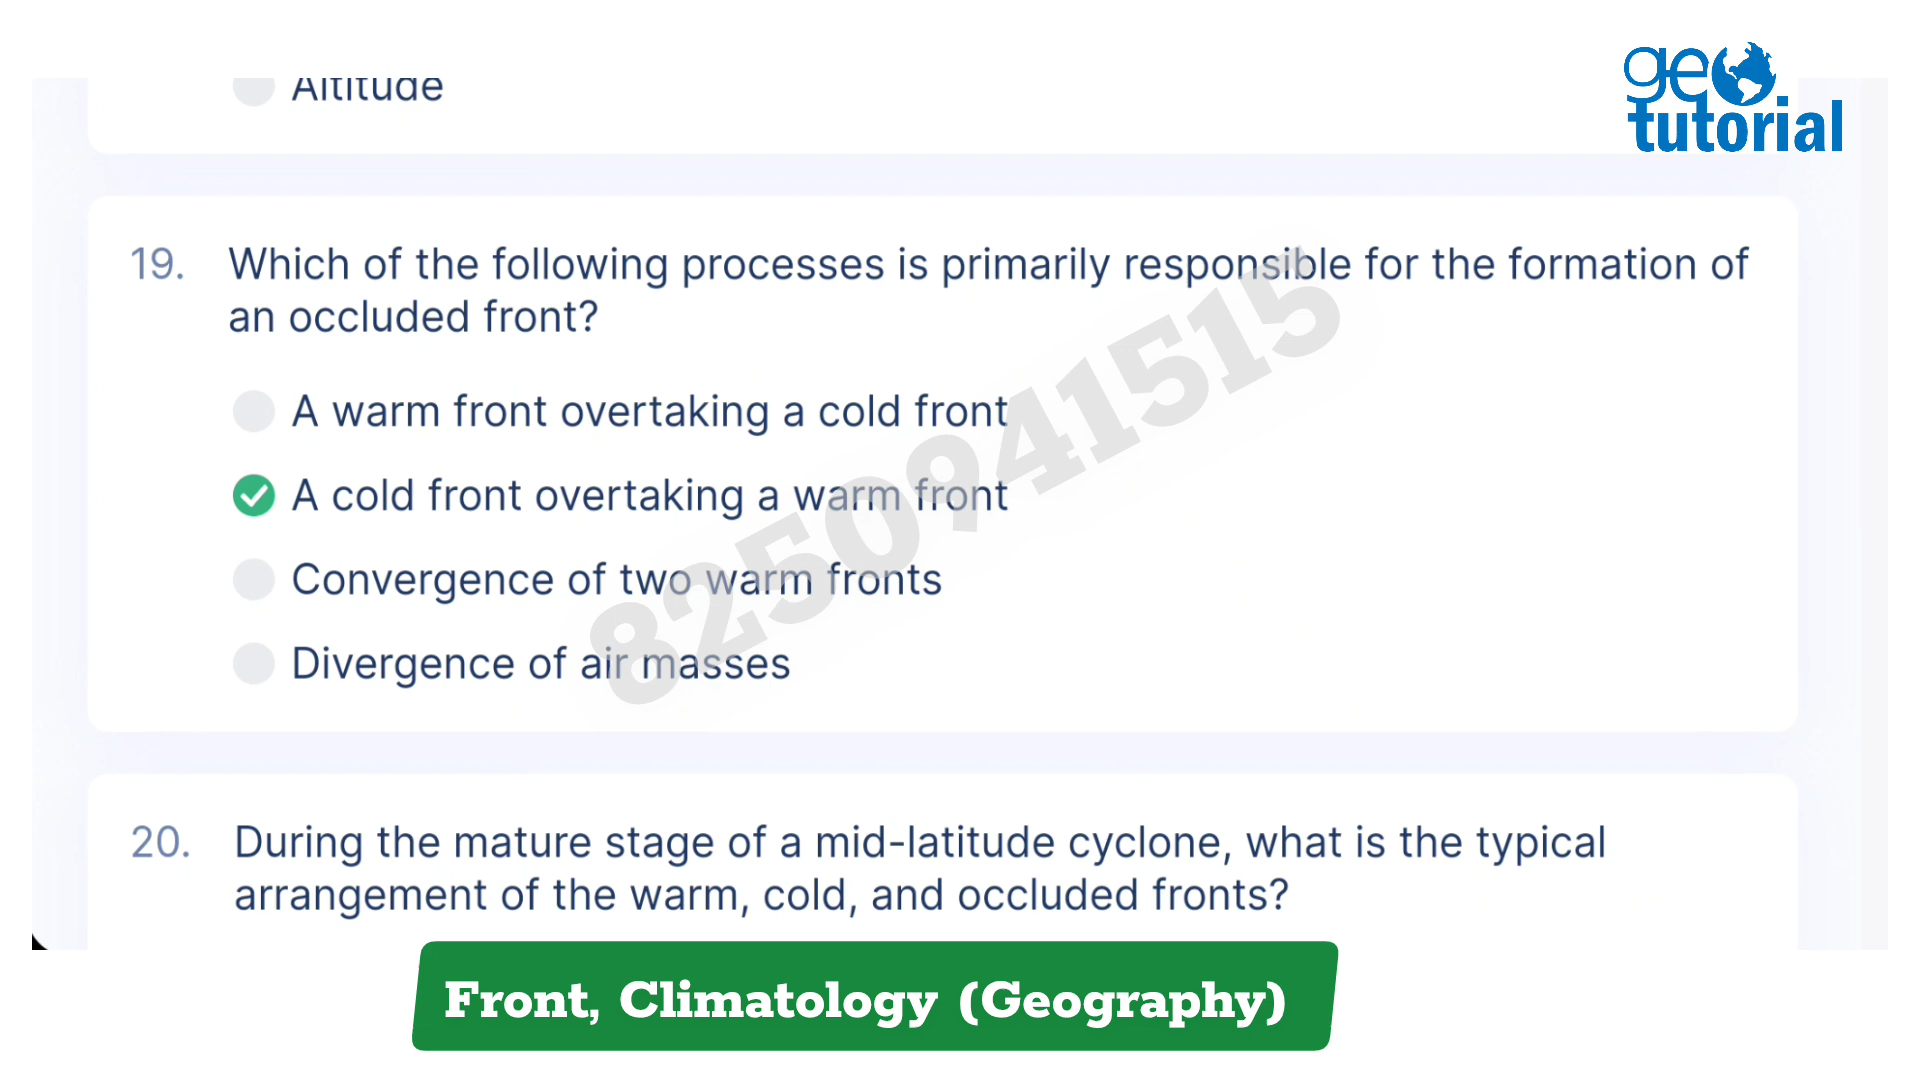 Altitude
geo
tutorial
19. Which of the following processes is primarily responsible for the formation of
an occluded front?
A warm front overtaking a cold front
A cold front overtaking a warm front
Convergence of two warm fronts
Divergence of air masses
8250941515
20. During the mature stage of a mid-latitude cyclone, what is the typical
arrangement of the warm, cold, and occluded fronts?
Front, Climatology (Geography)